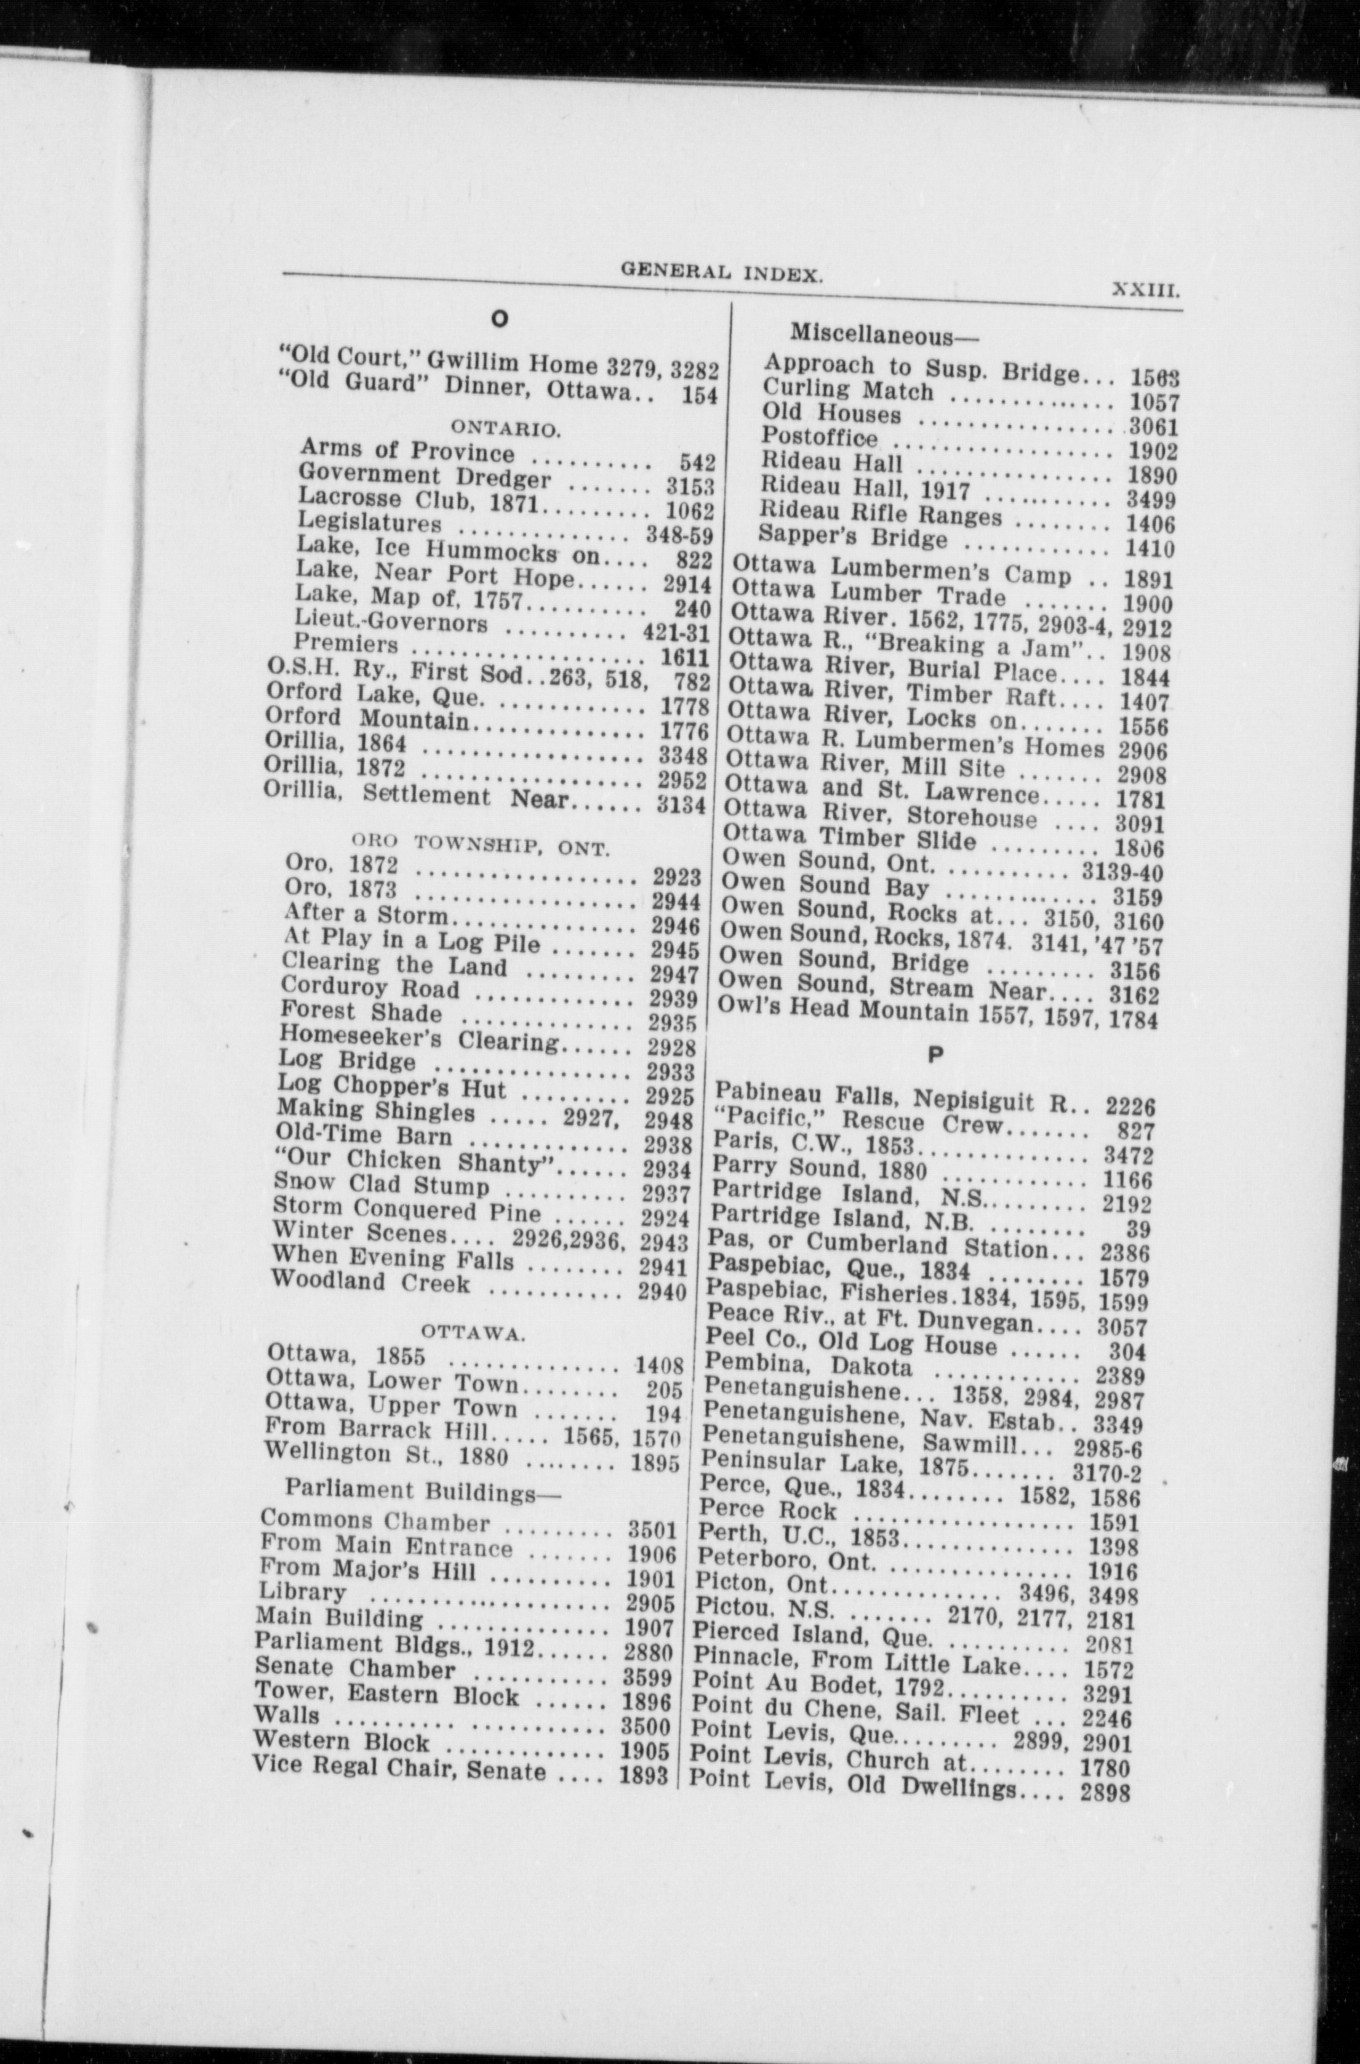 GENERAL INDEX.
XXIII.
O
“Old Court,” Gwillim Home 3279, 3282
“Old Guard” Dinner, Ottawa.. 154
ONTARIO.
Arms of Province .......... 542
Government Dredger ....... 3153
Lacrosse Club, 1871......... 1062
Legislatures .............. 348-59
Lake, Ice Hummocks on.... 822
Lake, Near Port Hope...... 2914
Lake, Map of, 1757.......... 240
Lieut.-Governors .......... 421-31
Premiers ................... 1611
O.S.H. Ry., First Sod..263, 518, 782
Orford Lake, Que. ............ 1778
Orford Mountain.............. 1776
Orillia, 1864 .................. 3348
Orillia, 1872 .................. 2952
Orillia, Settlement Near...... 3134
ORO TOWNSHIP, ONT.
Oro, 1872 .................. 2923
Oro, 1873 .................. 2944
After a Storm............... 2946
At Play in a Log Pile ....... 2945
Clearing the Land ......... 2947
Corduroy Road ............. 2939
Forest Shade .............. 2935
Homeseeker's Clearing...... 2928
Log Bridge ................ 2933
Log Chopper's Hut ......... 2925
Making Shingles ..... 2927, 2948
Old-Time Barn ............. 2938
“Our Chicken Shanty”...... 2934
Snow Clad Stump .......... 2937
Storm Conquered Pine ...... 2924
Winter Scenes.... 2926,2936, 2943
When Evening Falls ........ 2941
Woodland Creek ........... 2940
OTTAWA.
Ottawa, 1855 .............. 1408
Ottawa, Lower Town........ 205
Ottawa, Upper Town ....... 194
From Barrack Hill..... 1565, 1570
Wellington St., 1880 ........ 1895
Parliament Buildings—
Commons Chamber ......... 3501
From Main Entrance ....... 1906
From Major's Hill .......... 1901
Library .................... 2905
Main Building .............. 1907
Parliament Bldgs., 1912...... 2880
Senate Chamber ........... 3599
Tower, Eastern Block ...... 1896
Walls .......... ........... 3500
Western Block ............. 1905
Vice Regal Chair, Senate .... 1893
Miscellaneous—
Approach to Susp. Bridge... 1563
Curling Match .............. 1057
Old Houses ................ 3061
Postoffice .................. 1902
Rideau Hall ................ 1890
Rideau Hall, 1917 ............ 3499
Rideau Rifle Ranges ........ 1406
Sapper's Bridge ............ 1410
Ottawa Lumbermen's Camp .. 1891
Ottawa Lumber Trade ....... 1900
Ottawa River. 1562, 1775, 2903-4, 2912
Ottawa R., “Breaking a Jam”.. 1908
Ottawa River, Burial Place.... 1844
Ottawa River, Timber Raft.... 1407
Ottawa River, Locks on....... 1556
Ottawa R. Lumbermen's Homes 2906
Ottawa River, Mill Site ....... 2908
Ottawa and St. Lawrence..... 1781
Ottawa River, Storehouse .... 3091
Ottawa Timber Slide ......... 1806
Owen Sound, Ont. .......... 3139-40
Owen Sound Bay ............ 3159
Owen Sound, Rocks at... 3150, 3160
Owen Sound, Rocks, 1874. 3141, '47 '57
Owen Sound, Bridge ......... 3156
Owen Sound, Stream Near.... 3162
Owl's Head Mountain 1557, 1597, 1784
P
Pabineau Falls, Nepisiguit R.. 2226
“Pacific,” Rescue Crew....... 827
Paris, C.W., 1853.............. 3472
Parry Sound, 1880 ............ 1166
Partridge Island, N.S......... 2192
Partridge Island, N.B. ........ 39
Pas, or Cumberland Station... 2386
Paspebiac, Que., 1834 ........ 1579
Paspebiac, Fisheries.1834, 1595, 1599
Peace Riv., at Ft. Dunvegan.... 3057
Peel Co., Old Log House ...... 304
Pembina, Dakota ............ 2389
Penetanguishene... 1358, 2984, 2987
Penetanguishene, Nav. Estab.. 3349
Penetanguishene, Sawmill... 2985-6
Peninsular Lake, 1875....... 3170-2
Perce, Que., 1834........ 1582, 1586
Perce Rock .................. 1591
Perth, U.C., 1853.............. 1398
Peterboro, Ont. ............... 1916
Picton, Ont.............. 3496, 3498
Pictou, N.S. ....... 2170, 2177, 2181
Pierced Island, Que. .......... 2081
Pinnacle, From Little Lake.... 1572
Point Au Bodet, 1792.......... 3291
Point du Chene, Sail. Fleet ... 2246
Point Levis, Que......... 2899, 2901
Point Levis, Church at........ 1780
Point Levis, Old Dwellings.... 2898